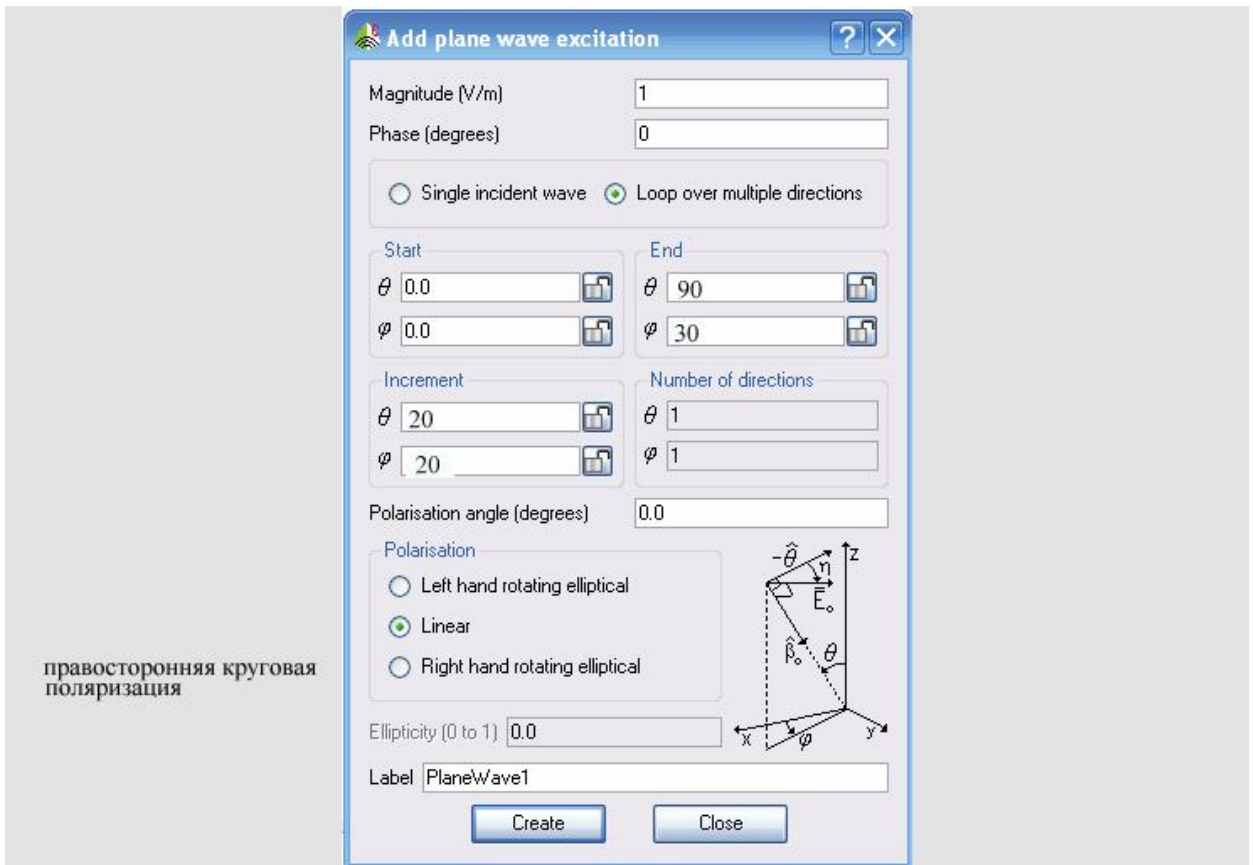 Add plane wave excitation
Magnitude (V/m) 1
Phase (degrees) 0
Single incident wave Loop over multiple directions
Start End
θ 0.0 θ 90
φ 0.0 φ 30
Increment Number of directions
θ 20 θ 1
φ 20 φ 1
Polarisation angle (degrees) 0.0
Polarisation
Left hand rotating elliptical
Linear
Right hand rotating elliptical
правосторонняя круговая
поляризация
-θ̂ z
η
E̅₀
β̂₀ θ
x φ y
Ellipticity (0 to 1) 0.0
Label PlaneWave1
Create Close